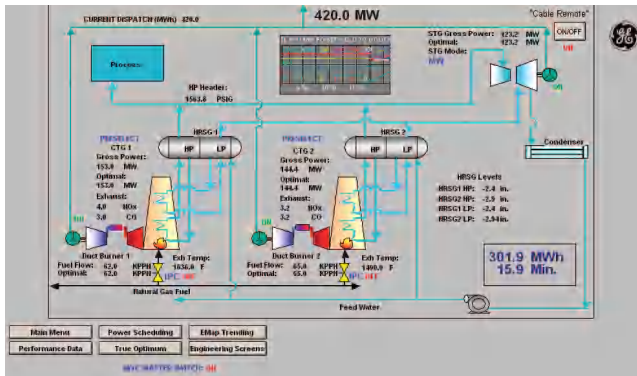 420.0 MW
"Cable Remote"
CURRENT DISPATCH (MWh) 420.0
STG Gross Power: 123.2 MW
Optimal: 123.2 MW
STG Mode:
MW
ON/OFF
Process
HP Header:
1563.8 PSIG
ON
HRSG 1
HP LP
HRSG 2
HP LP
Condenser
CTG 1
Gross Power:
153.0 MW
Optimal:
153.0 MW
Exhaust:
4.0 NOx
3.0 CO
CTG 2
Gross Power:
144.4 MW
Optimal:
144.4 MW
Exhaust:
3.2 NOx
3.2 CO
HRSG Levels
HRSG1 HP: -2.4 in.
HRSG2 HP: -2.5 in.
HRSG1 LP: -2.4 in.
HRSG2 LP: -2.94in.
ON
ON
301.9 MWh
15.9 Min.
Duct Burner 1
Fuel Flow: 62.0 KPPH
Optimal: 62.0 KPPH
Exh Temp:
1036.0 F
Duct Burner 2
Fuel Flow: 65.0 KPPH
Optimal: 65.0 KPPH
Exh Temp:
1400.0 F
Natural Gas Fuel
Feed Water
Main Menu
Power Scheduling
EMap Trending
Performance Data
True Optimum
Engineering Screens